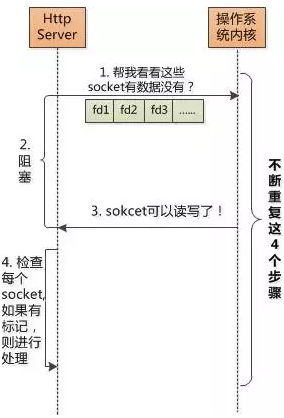 Http
Server
操作系
统内核
1. 帮我看看这些
socket有数据没有？
fd1 fd2 fd3 ......
2.
阻
塞
3. sokcet可以读写了！
4. 检查
每个
socket,
如果有
标记，
则进行
处理
不
断
重
复
这
4
个
步
骤